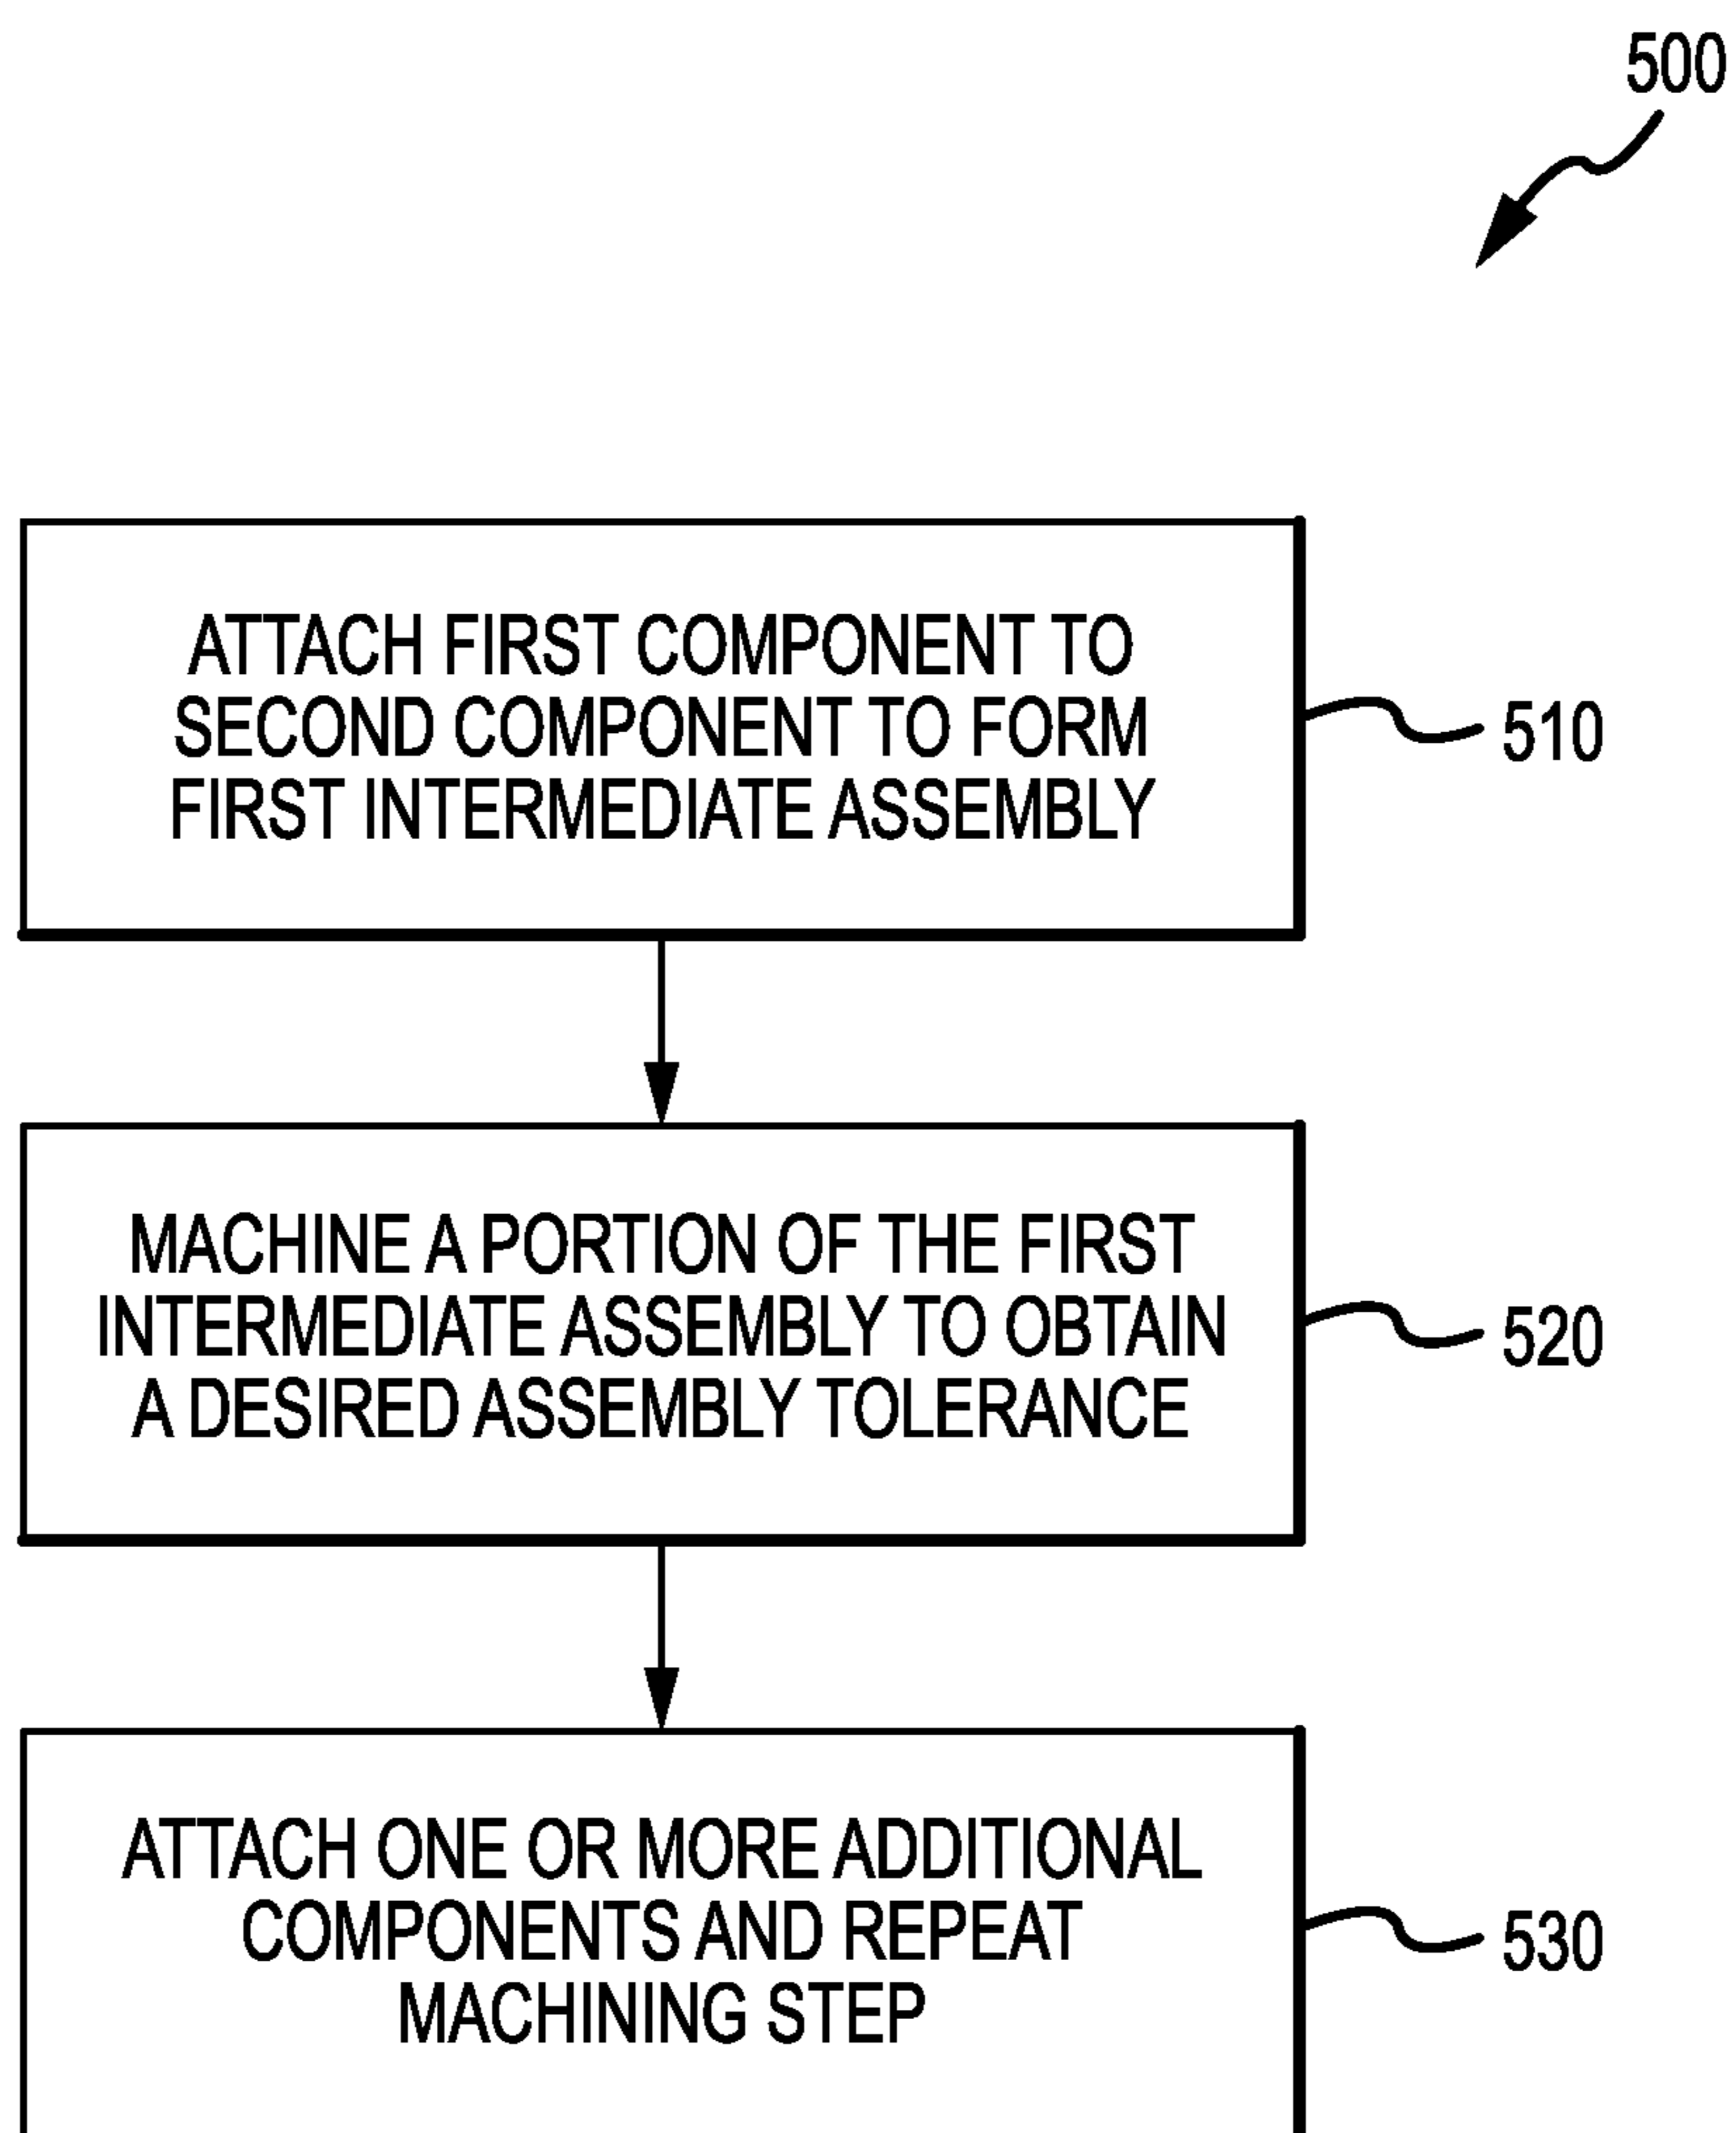 500
ATTACH FIRST COMPONENT TO
SECOND COMPONENT TO FORM
FIRST INTERMEDIATE ASSEMBLY
510
MACHINE A PORTION OF THE FIRST
INTERMEDIATE ASSEMBLY TO OBTAIN
A DESIRED ASSEMBLY TOLERANCE
520
ATTACH ONE OR MORE ADDITIONAL
COMPONENTS AND REPEAT
MACHINING STEP
530